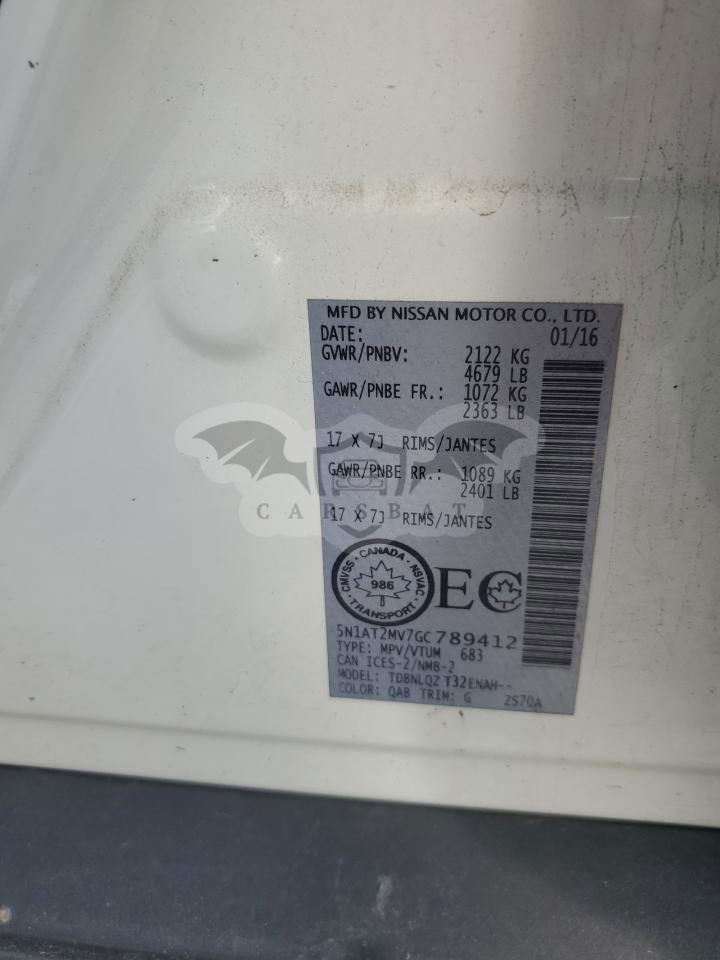 MFD BY NISSAN MOTOR CO., LTD.
DATE: 01/16
GVWR/PNBV: 2122 KG
4679 LB
GAWR/PNBE FR.: 1072 KG
2363 LB
17 X 7J RIMS/JANTES
GAWR/PNBE RR.: 1089 KG
2401 LB
CARSBAT
17 X 7J RIMS/JANTES
CMVSS · CANADA · NSVAC
986
TRANSPORT
EC
5N1AT2MV7GC789412
TYPE: MPV/VTUM 683
CAN ICES-2/NMB-2
MODEL: TDBNLQZ T32ENAH--
COLOR: QAB TRIM: G 2S70A